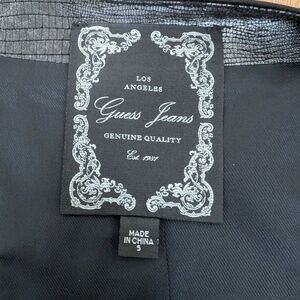 LOS
ANGELES
Guess Jeans
GENUINE QUALITY
Est. 1981
MADE
IN CHINA
S